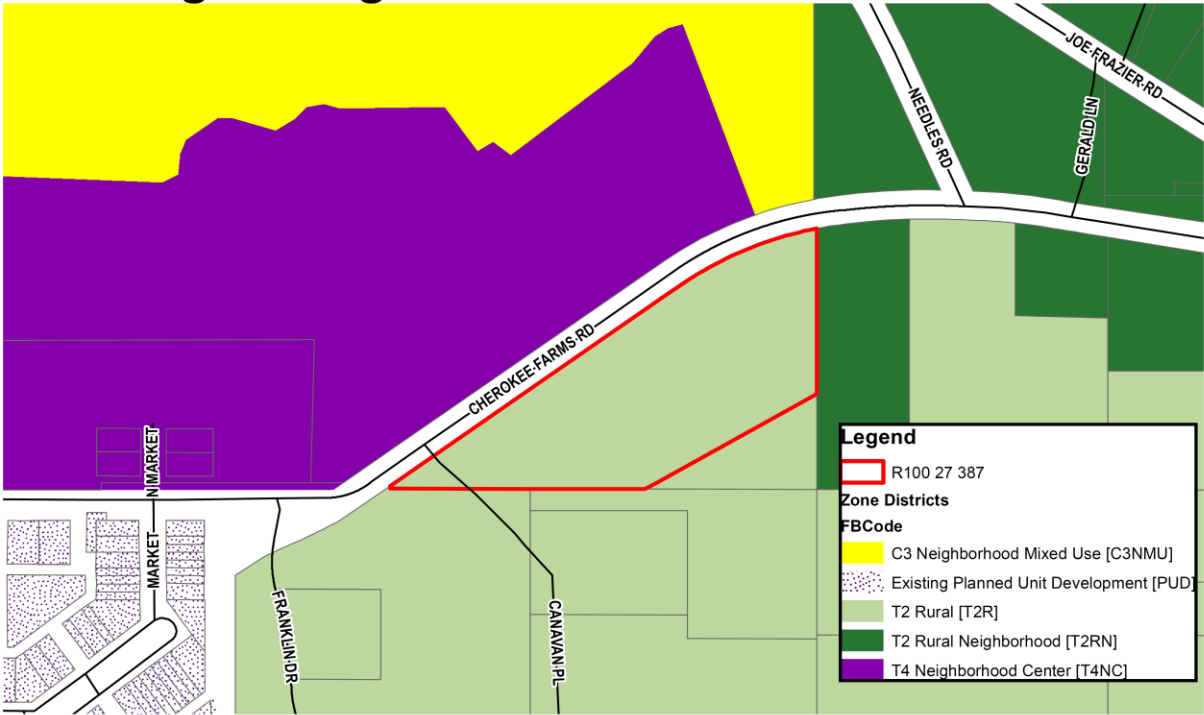 JOE·FRAZIER·RD
NEEDLES·RD
GERALD·LN
CHEROKEE·FARMS·RD
N MARKET
MARKET
FRANKLIN·DR
CANAVAN·PL
Legend
R100 27 387
Zone Districts
FBCode
C3 Neighborhood Mixed Use [C3NMU]
Existing Planned Unit Development [PUD]
T2 Rural [T2R]
T2 Rural Neighborhood [T2RN]
T4 Neighborhood Center [T4NC]